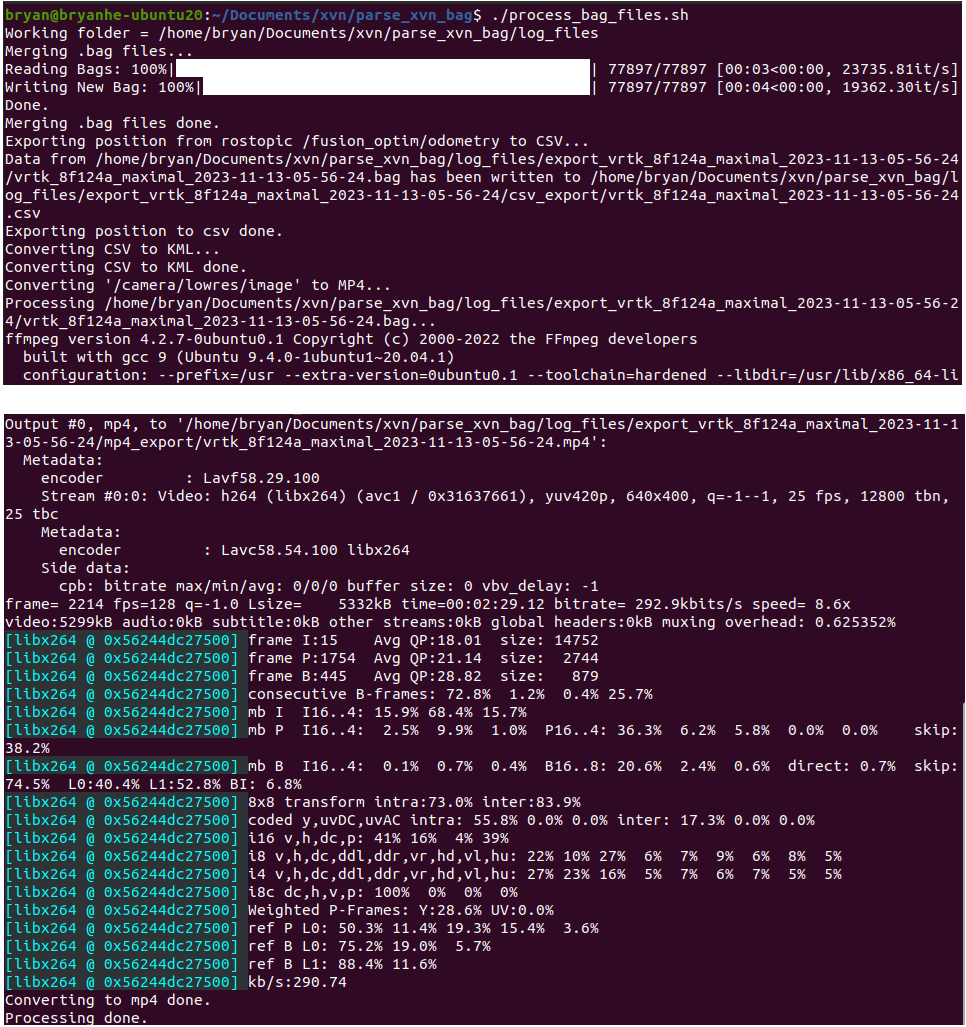 bryan@bryanhe-ubuntu20:~/Documents/xvn/parse_xvn_bag$ ./process_bag_files.sh
Working folder = /home/bryan/Documents/xvn/parse_xvn_bag/log_files
Merging .bag files...
Reading Bags: 100%| | 77897/77897 [00:03<00:00, 23735.81it/s]
Writing New Bag: 100%| | 77897/77897 [00:04<00:00, 19362.30it/s]
Done.
Merging .bag files done.
Exporting position from rostopic /fusion_optim/odometry to CSV...
Data from /home/bryan/Documents/xvn/parse_xvn_bag/log_files/export_vrtk_8f124a_maximal_2023-11-13-05-56-24
/vrtk_8f124a_maximal_2023-11-13-05-56-24.bag has been written to /home/bryan/Documents/xvn/parse_xvn_bag/l
og_files/export_vrtk_8f124a_maximal_2023-11-13-05-56-24/csv_export/vrtk_8f124a_maximal_2023-11-13-05-56-24
.csv
Exporting position to csv done.
Converting CSV to KML...
Converting CSV to KML done.
Converting '/camera/lowres/image' to MP4...
Processing /home/bryan/Documents/xvn/parse_xvn_bag/log_files/export_vrtk_8f124a_maximal_2023-11-13-05-56-2
4/vrtk_8f124a_maximal_2023-11-13-05-56-24.bag...
ffmpeg version 4.2.7-0ubuntu0.1 Copyright (c) 2000-2022 the FFmpeg developers
  built with gcc 9 (Ubuntu 9.4.0-1ubuntu1~20.04.1)
  configuration: --prefix=/usr --extra-version=0ubuntu0.1 --toolchain=hardened --libdir=/usr/lib/x86_64-li
Output #0, mp4, to '/home/bryan/Documents/xvn/parse_xvn_bag/log_files/export_vrtk_8f124a_maximal_2023-11-1
3-05-56-24/mp4_export/vrtk_8f124a_maximal_2023-11-13-05-56-24.mp4':
  Metadata:
    encoder         : Lavf58.29.100
    Stream #0:0: Video: h264 (libx264) (avc1 / 0x31637661), yuv420p, 640x400, q=-1--1, 25 fps, 12800 tbn,
25 tbc
    Metadata:
      encoder         : Lavc58.54.100 libx264
    Side data:
      cpb: bitrate max/min/avg: 0/0/0 buffer size: 0 vbv_delay: -1
frame= 2214 fps=128 q=-1.0 Lsize=    5332kB time=00:02:29.12 bitrate= 292.9kbits/s speed= 8.6x
video:5299kB audio:0kB subtitle:0kB other streams:0kB global headers:0kB muxing overhead: 0.625352%
[libx264 @ 0x56244dc27500] frame I:15    Avg QP:18.01  size: 14752
[libx264 @ 0x56244dc27500] frame P:1754  Avg QP:21.14  size:  2744
[libx264 @ 0x56244dc27500] frame B:445   Avg QP:28.82  size:   879
[libx264 @ 0x56244dc27500] consecutive B-frames: 72.8%  1.2%  0.4% 25.7%
[libx264 @ 0x56244dc27500] mb I  I16..4: 15.9% 68.4% 15.7%
[libx264 @ 0x56244dc27500] mb P  I16..4:  2.5%  9.9%  1.0%  P16..4: 36.3%  6.2%  5.8%  0.0%  0.0%    skip:
38.2%
[libx264 @ 0x56244dc27500] mb B  I16..4:  0.1%  0.7%  0.4%  B16..8: 20.6%  2.4%  0.6%  direct: 0.7%  skip:
74.5%  L0:40.4% L1:52.8% BI: 6.8%
[libx264 @ 0x56244dc27500] 8x8 transform intra:73.0% inter:83.9%
[libx264 @ 0x56244dc27500] coded y,uvDC,uvAC intra: 55.8% 0.0% 0.0% inter: 17.3% 0.0% 0.0%
[libx264 @ 0x56244dc27500] i16 v,h,dc,p: 41% 16%  4% 39%
[libx264 @ 0x56244dc27500] i8 v,h,dc,ddl,ddr,vr,hd,vl,hu: 22% 10% 27%  6%  7%  9%  6%  8%  5%
[libx264 @ 0x56244dc27500] i4 v,h,dc,ddl,ddr,vr,hd,vl,hu: 27% 23% 16%  5%  7%  6%  7%  5%  5%
[libx264 @ 0x56244dc27500] i8c dc,h,v,p: 100%  0%  0%  0%
[libx264 @ 0x56244dc27500] Weighted P-Frames: Y:28.6% UV:0.0%
[libx264 @ 0x56244dc27500] ref P L0: 50.3% 11.4% 19.3% 15.4%  3.6%
[libx264 @ 0x56244dc27500] ref B L0: 75.2% 19.0%  5.7%
[libx264 @ 0x56244dc27500] ref B L1: 88.4% 11.6%
[libx264 @ 0x56244dc27500] kb/s:290.74
Converting to mp4 done.
Processing done.